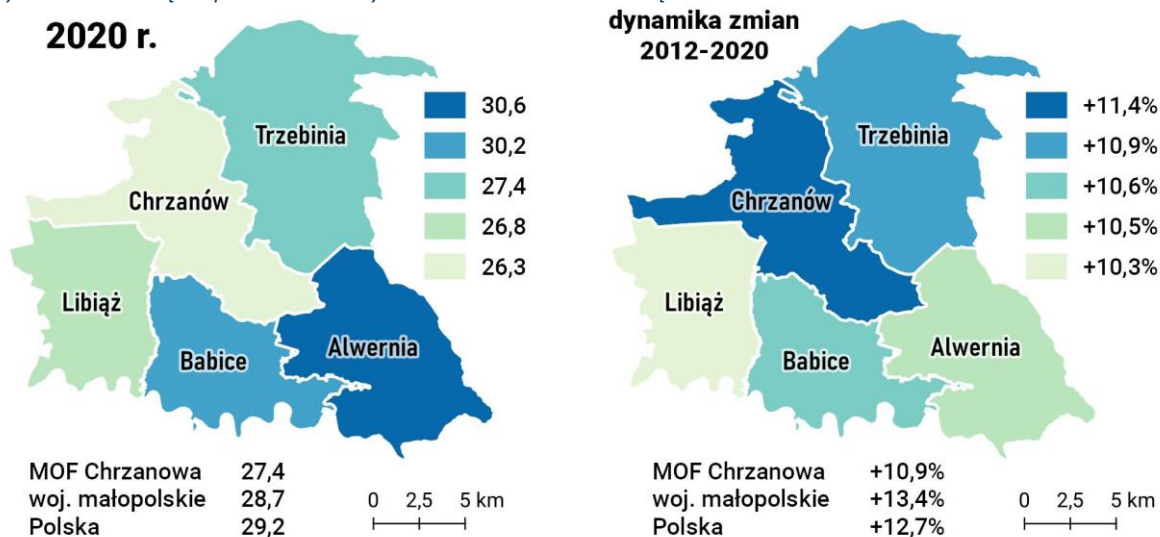 2020 r.
Trzebinia
Chrzanów
Libiąż
Babice
Alwernia
30,6
30,2
27,4
26,8
26,3
MOF Chrzanowa 27,4
woj. małopolskie 28,7
Polska 29,2
0 2,5 5 km
dynamika zmian
2012-2020
Trzebinia
Chrzanów
Libiąż
Babice
Alwernia
+11,4%
+10,9%
+10,6%
+10,5%
+10,3%
MOF Chrzanowa +10,9%
woj. małopolskie +13,4%
Polska +12,7%
0 2,5 5 km